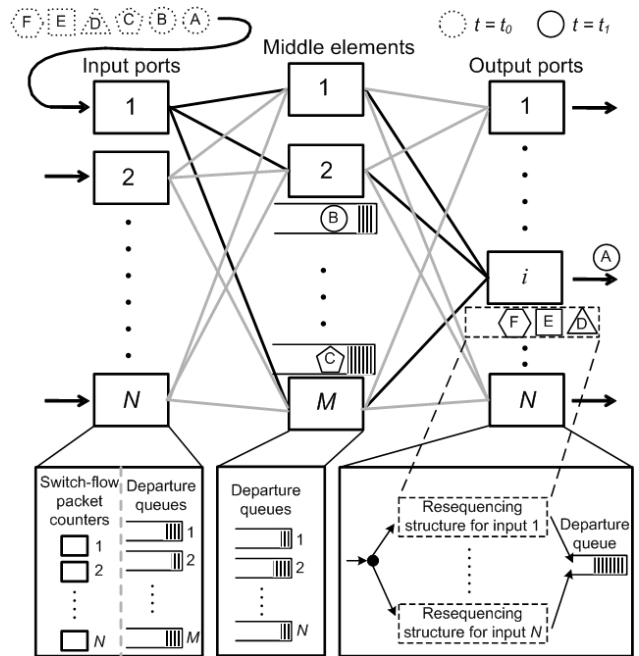 F E D C B A
t = t0
t = t1
Input ports
Middle elements
Output ports
1
1
1
2
2
B
A
i
F E D
C
N
M
N
Switch-flow
packet
counters
1
2
N
Departure
queues
1
2
M
Departure
queues
1
2
N
Resequencing
structure for input 1
Departure
queue
Resequencing
structure for input N